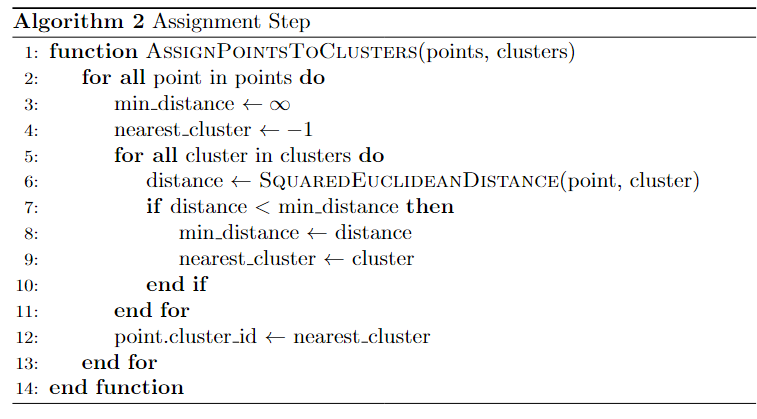 Algorithm 2 Assignment Step
1: function AssignPointsToClusters(points, clusters)
2: for all point in points do
3: min_distance ← ∞
4: nearest_cluster ← −1
5: for all cluster in clusters do
6: distance ← SquaredEuclideanDistance(point, cluster)
7: if distance < min_distance then
8: min_distance ← distance
9: nearest_cluster ← cluster
10: end if
11: end for
12: point.cluster_id ← nearest_cluster
13: end for
14: end function